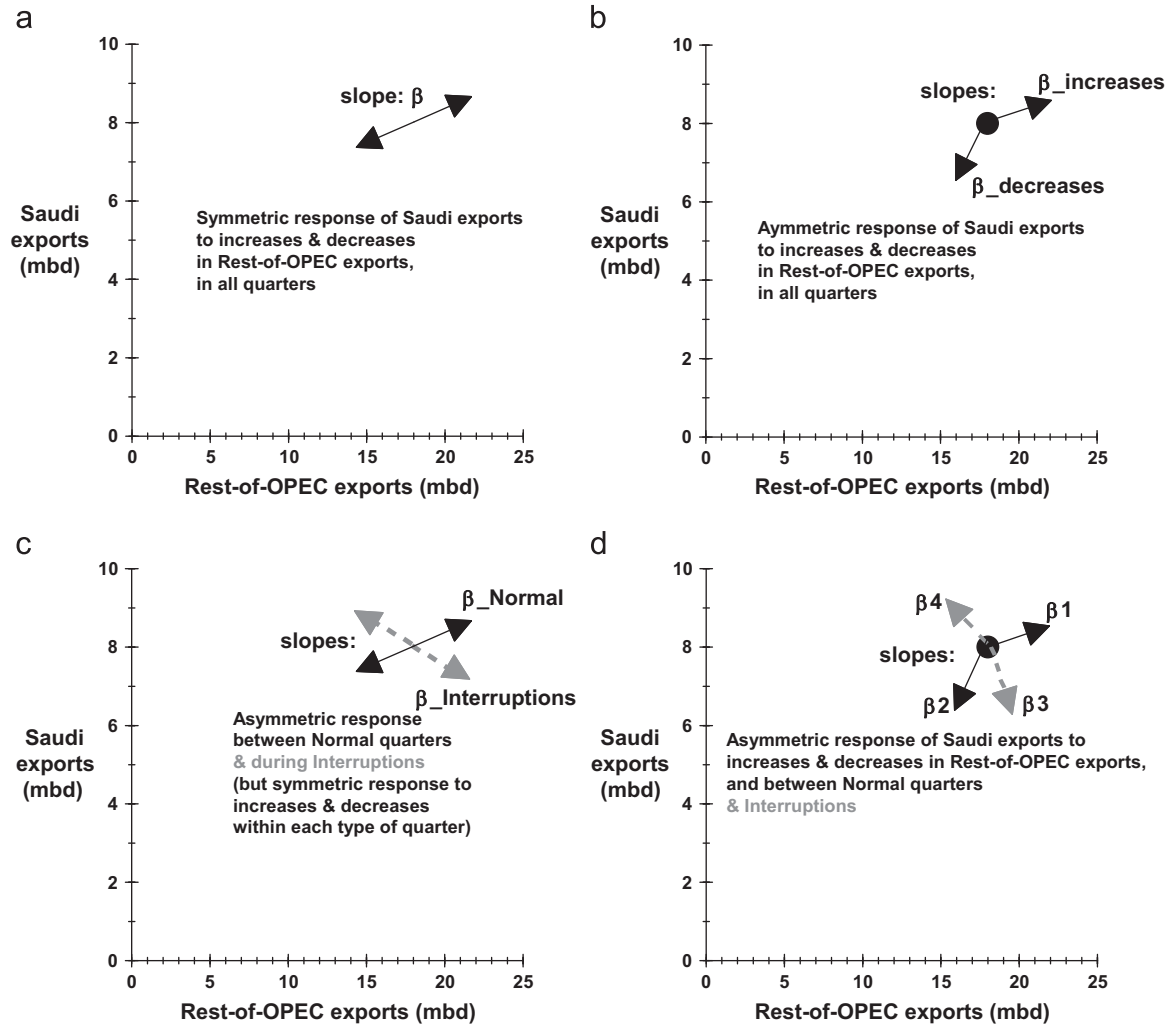 a
10
8
6
4
2
0
0 5 10 15 20 25
Saudi
exports
(mbd)
slope: β
Symmetric response of Saudi exports
to increases & decreases
in Rest-of-OPEC exports,
in all quarters
Rest-of-OPEC exports (mbd)
b
10
8
6
4
2
0
0 5 10 15 20 25
Saudi
exports
(mbd)
slopes:
β_increases
β_decreases
Aymmetric response of Saudi exports
to increases & decreases
in Rest-of-OPEC exports,
in all quarters
Rest-of-OPEC exports (mbd)
c
10
8
6
4
2
0
0 5 10 15 20 25
Saudi
exports
(mbd)
β_Normal
slopes:
β_Interruptions
Asymmetric response
between Normal quarters
& during Interruptions
(but symmetric response to
increases & decreases
within each type of quarter)
Rest-of-OPEC exports (mbd)
d
10
8
6
4
2
0
0 5 10 15 20 25
Saudi
exports
(mbd)
β4
β1
slopes:
β2
β3
Asymmetric response of Saudi exports to
increases & decreases in Rest-of-OPEC exports,
and between Normal quarters
& Interruptions
Rest-of-OPEC exports (mbd)